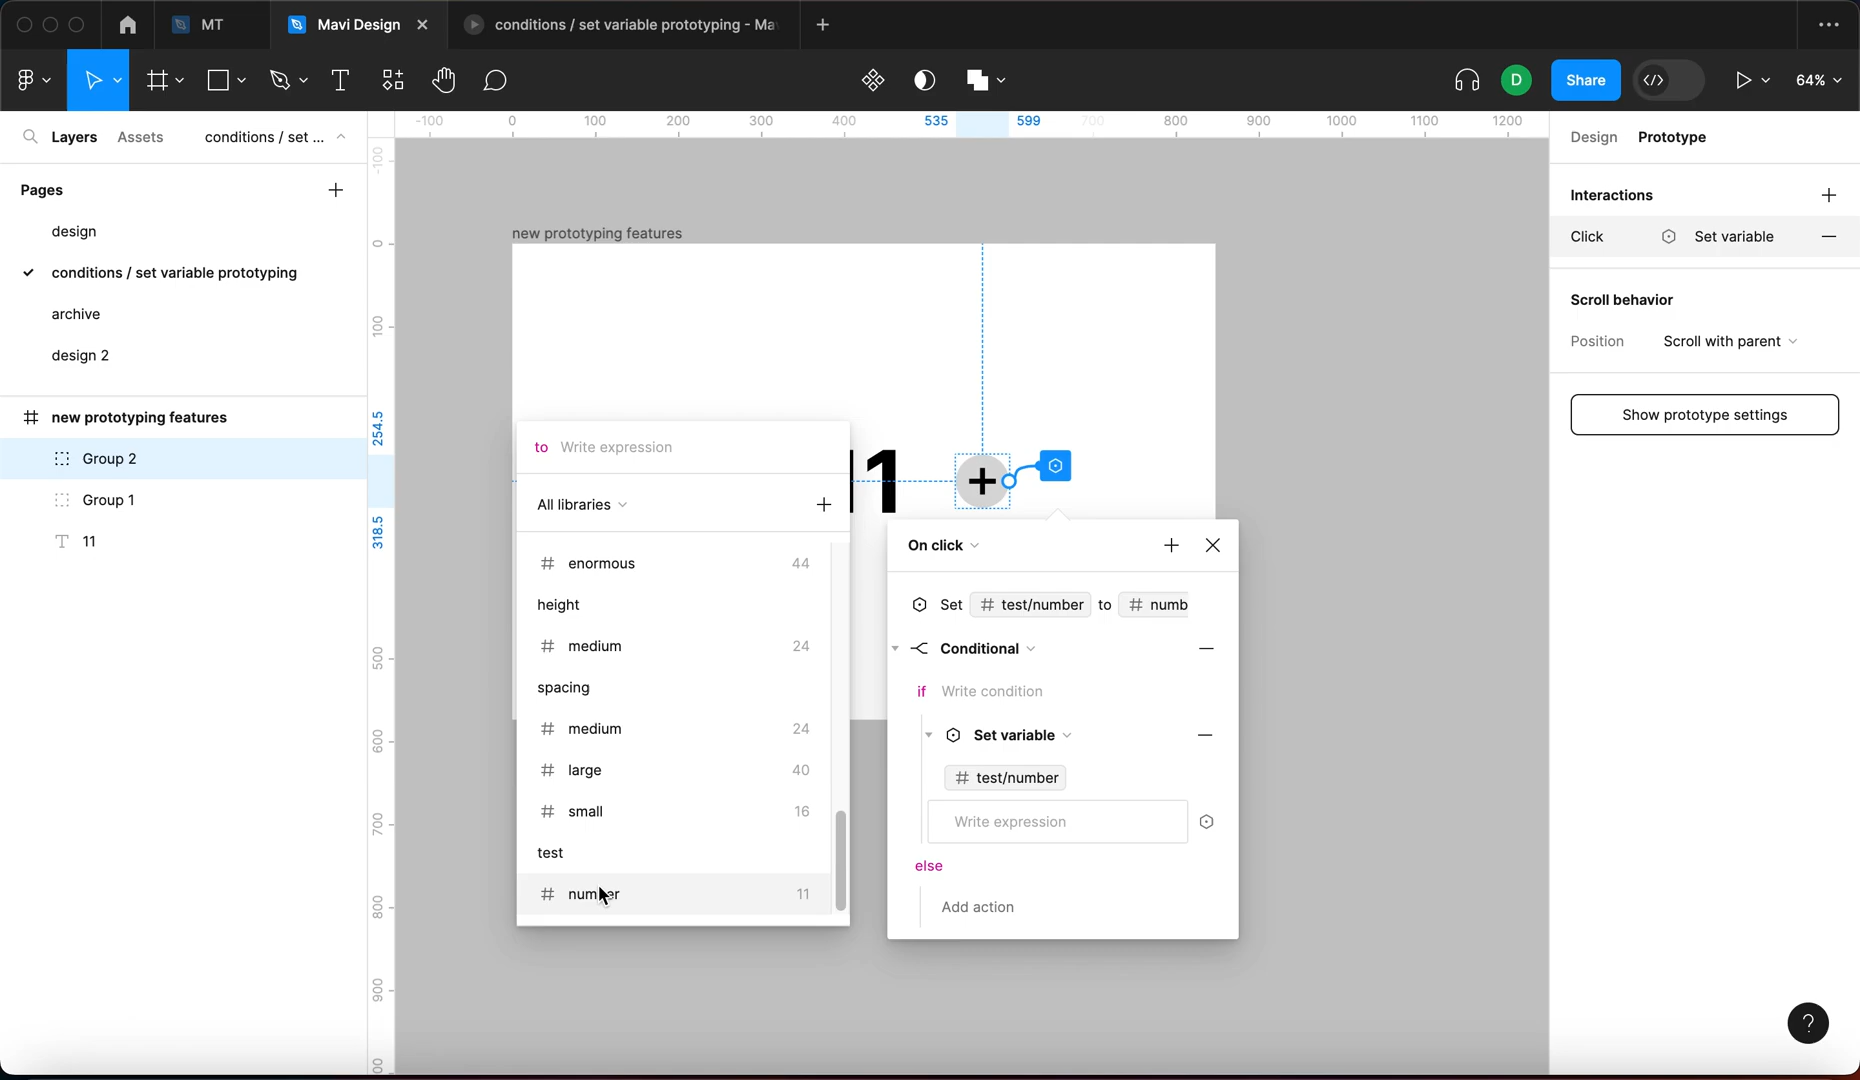 MT
Mavi Design
conditions / set variable prototyping - Ma
Share
D
64%
Layers
Assets
conditions / set ...
Pages
design
conditions / set variable prototyping
archive
design 2
new prototyping features
Group 2
Group 1
11
-100
0
100
200
300
400
535
599
700
800
900
1000
1100
1200
-100
0
100
254.5
318.5
500
600
700
800
900
new prototyping features
11
to Write expression
All libraries
enormous 44
height
medium 24
spacing
medium 24
large 40
small 16
test
number 11
On click
Set # test/number to # numb
Conditional
if Write condition
Set variable
# test/number
Write expression
else
Add action
Design
Prototype
Interactions
Click Set variable
Scroll behavior
Position Scroll with parent
Show prototype settings
?